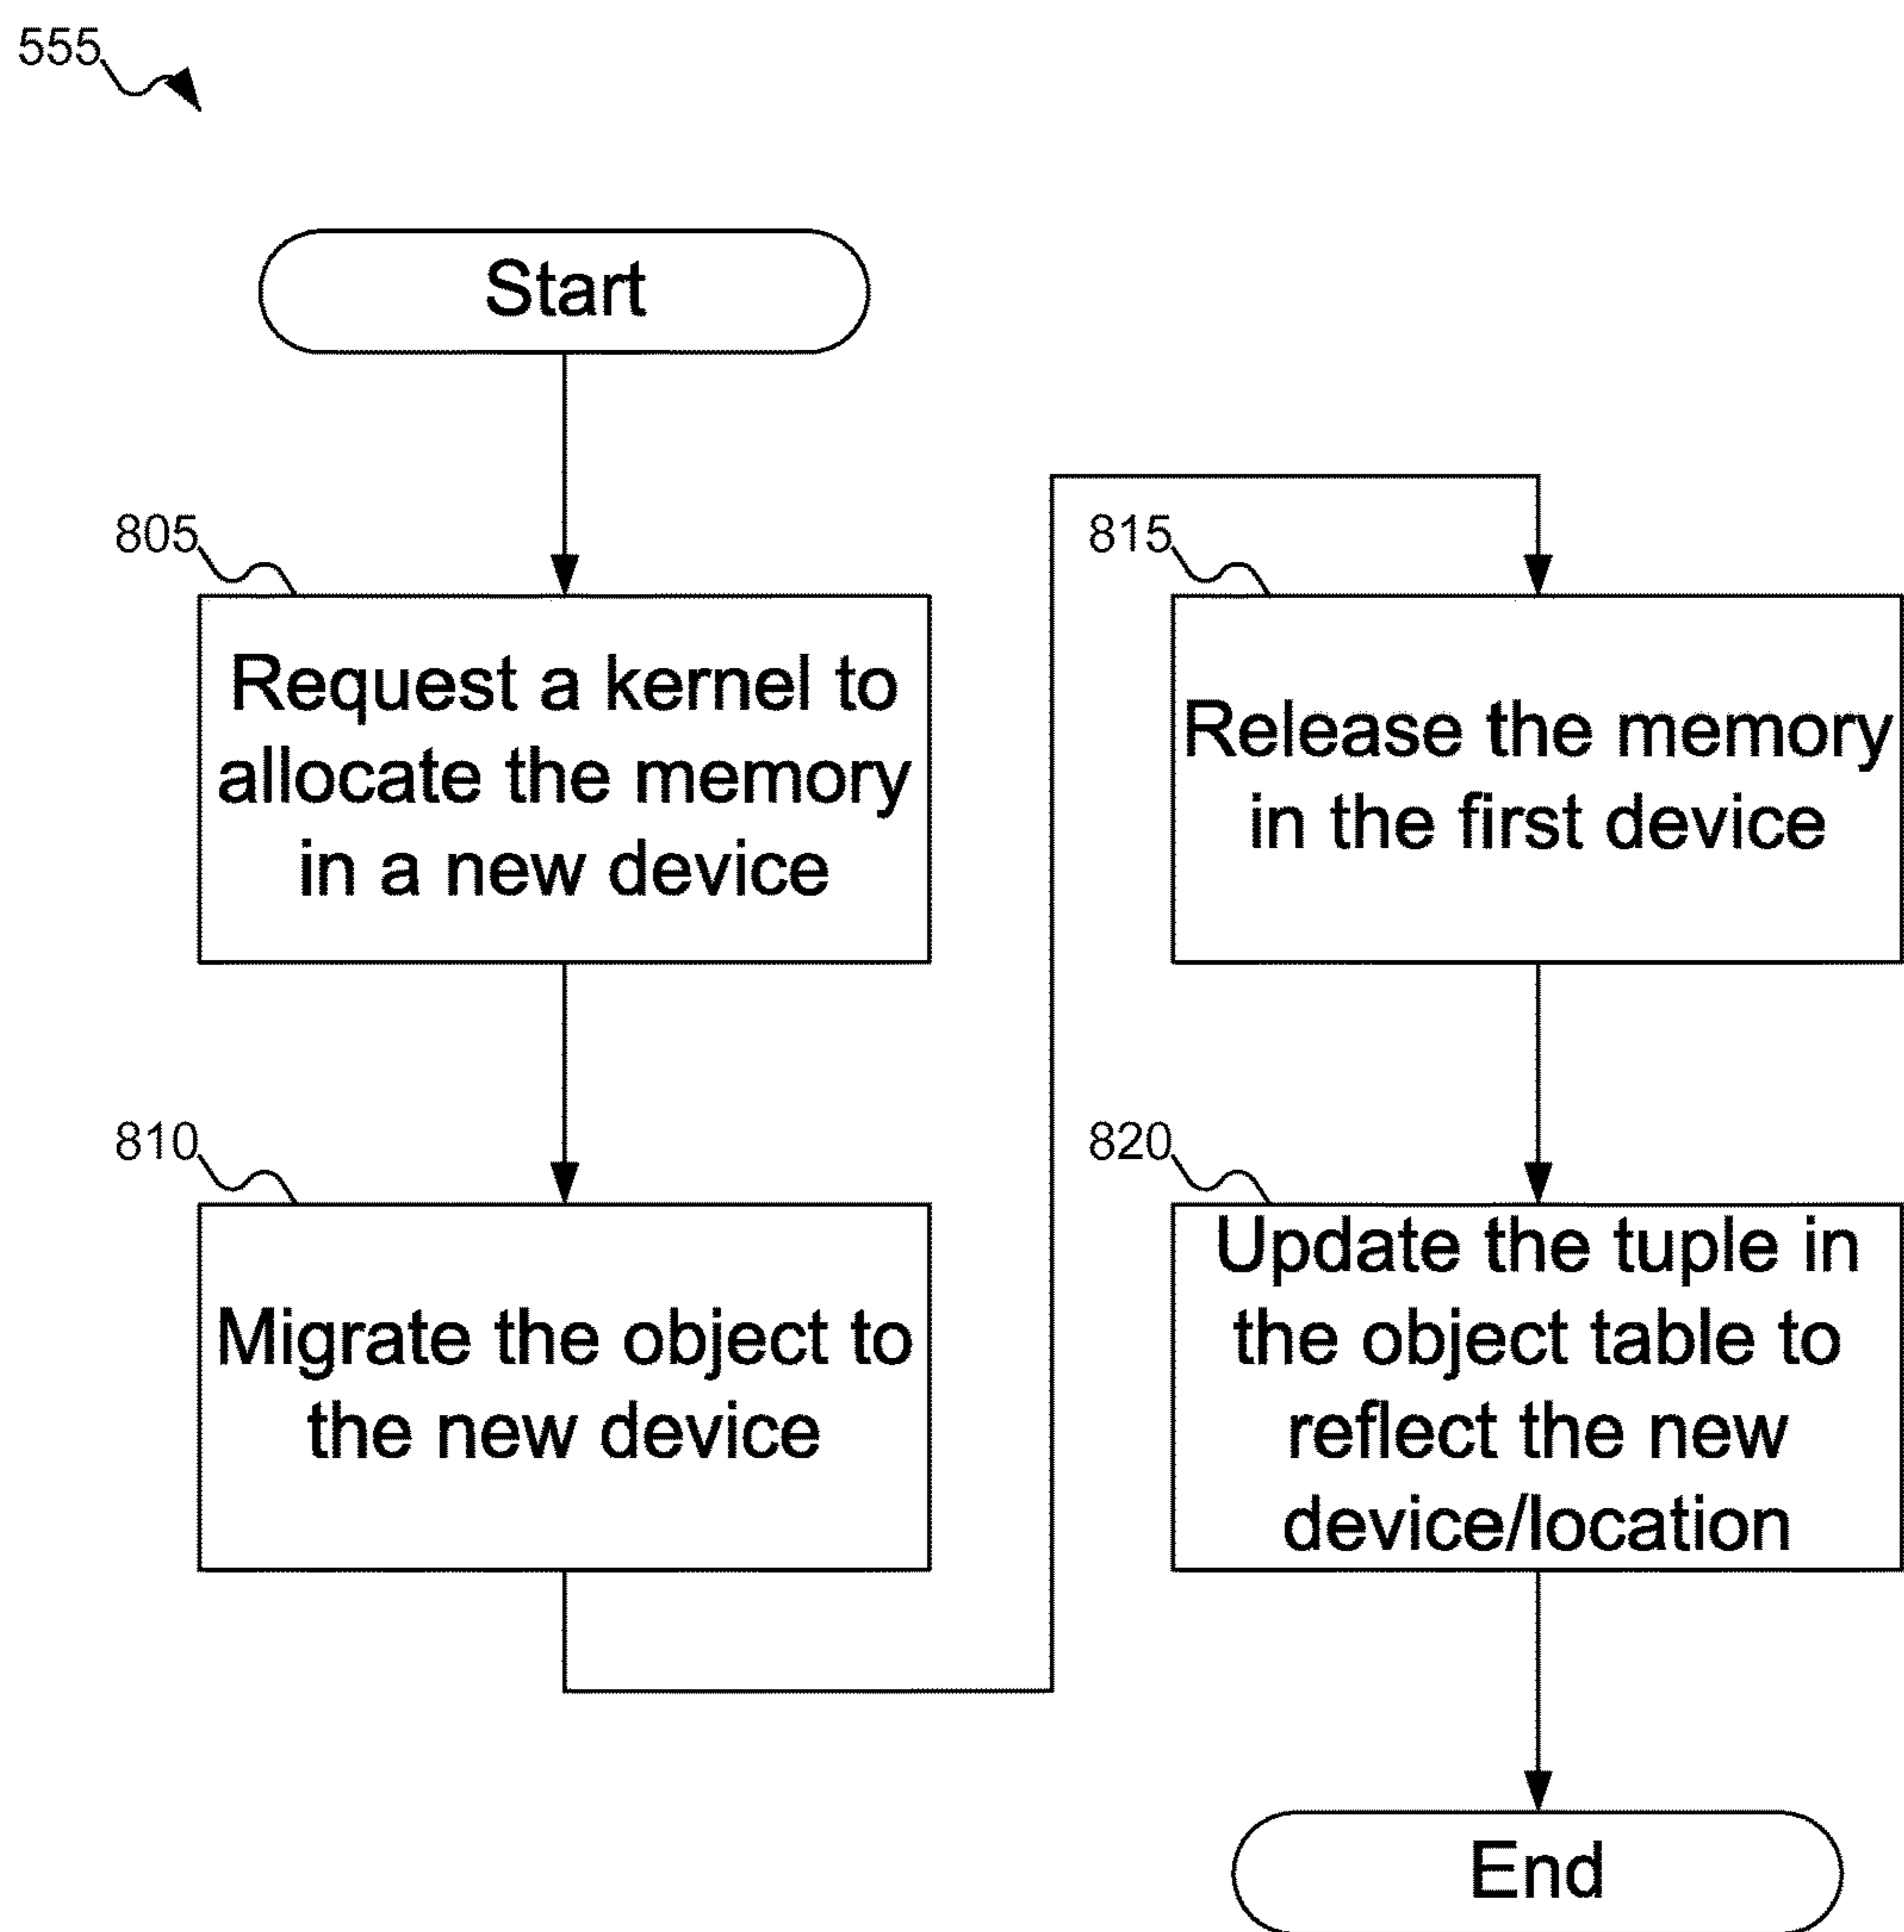 555
Start
805
Request a kernel to
allocate the memory
in a new device
810
Migrate the object to
the new device
815
Release the memory
in the first device
820
Update the tuple in
the object table to
reflect the new
device/location
End